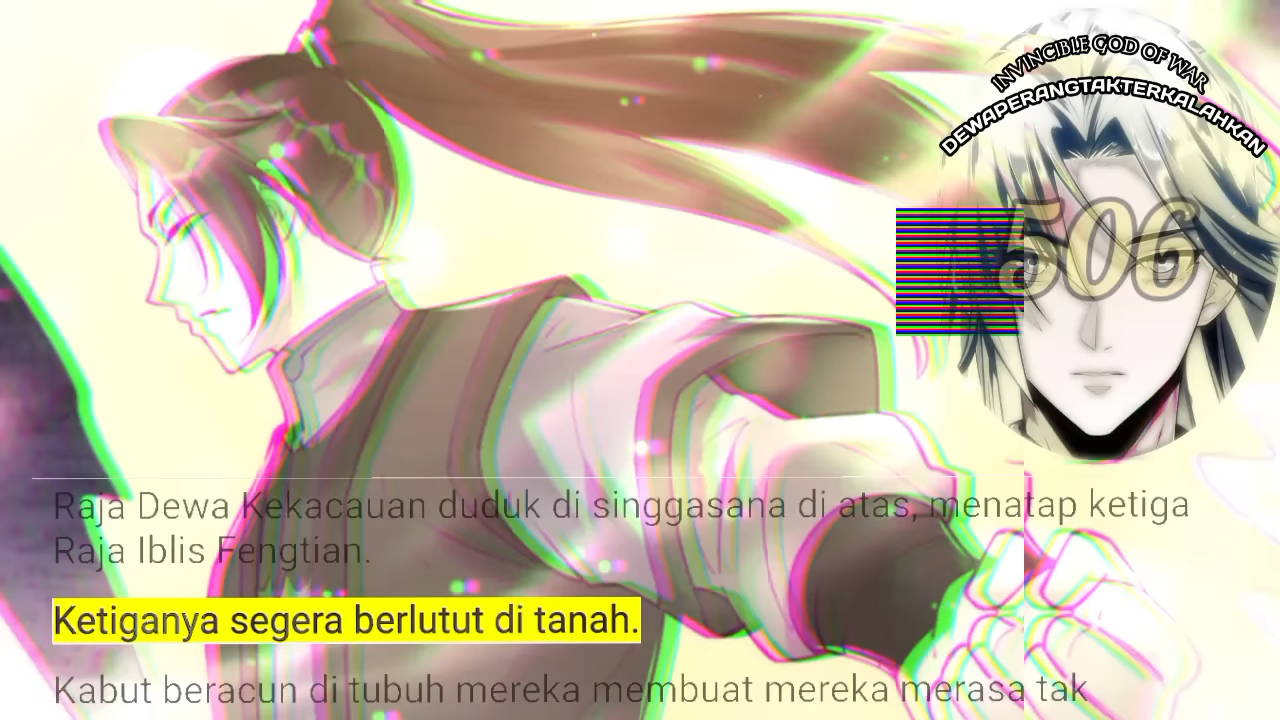 INVINCIBLE GOD OF WAR
DEWAPERANGTAKTERKALAHKAN
506
Raja Dewa Kekacauan duduk di singgasana di atas, menatap ketiga
Raja Iblis Fengtian.
Ketiganya segera berlutut di tanah.
Kabut beracun di tubuh mereka membuat mereka merasa tak